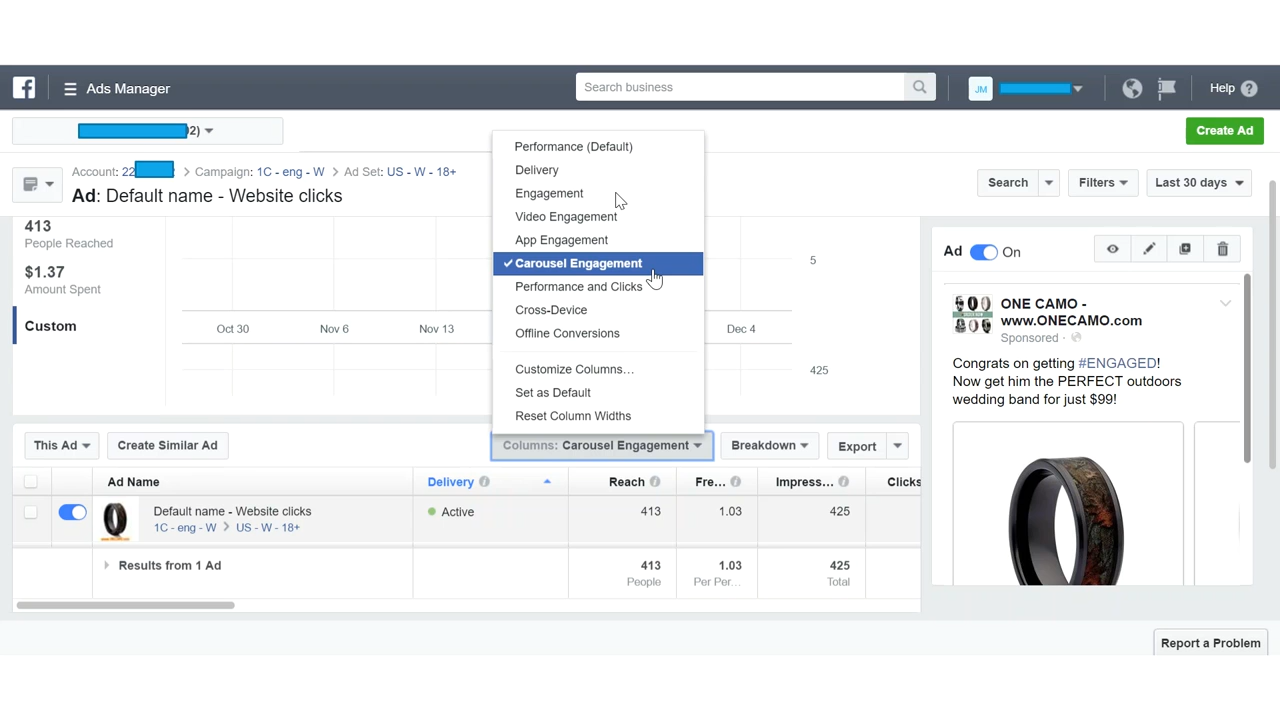 Ads Manager
Search business
JM
Help
2)
Create Ad
Account: 22 Campaign: 1C - eng - W Ad Set: US - W - 18+
Ad: Default name - Website clicks
Search
Filters
Last 30 days
413
People Reached
$1.37
Amount Spent
Custom
Oct 30
Nov 6
Nov 13
Dec 4
5
425
Performance (Default)
Delivery
Engagement
Video Engagement
App Engagement
Carousel Engagement
Performance and Clicks
Cross-Device
Offline Conversions
Customize Columns...
Set as Default
Reset Column Widths
Ad On
ONE CAMO -
www.ONECAMO.com
Sponsored ·
Congrats on getting #ENGAGED!
Now get him the PERFECT outdoors
wedding band for just $99!
This Ad
Create Similar Ad
Columns: Carousel Engagement
Breakdown
Export
Ad Name
Delivery
Reach
Fre...
Impress...
Clicks
Default name - Website clicks
1C - eng - W US - W - 18+
Active
413
1.03
425
Results from 1 Ad
413
People
1.03
Per Per...
425
Total
Report a Problem